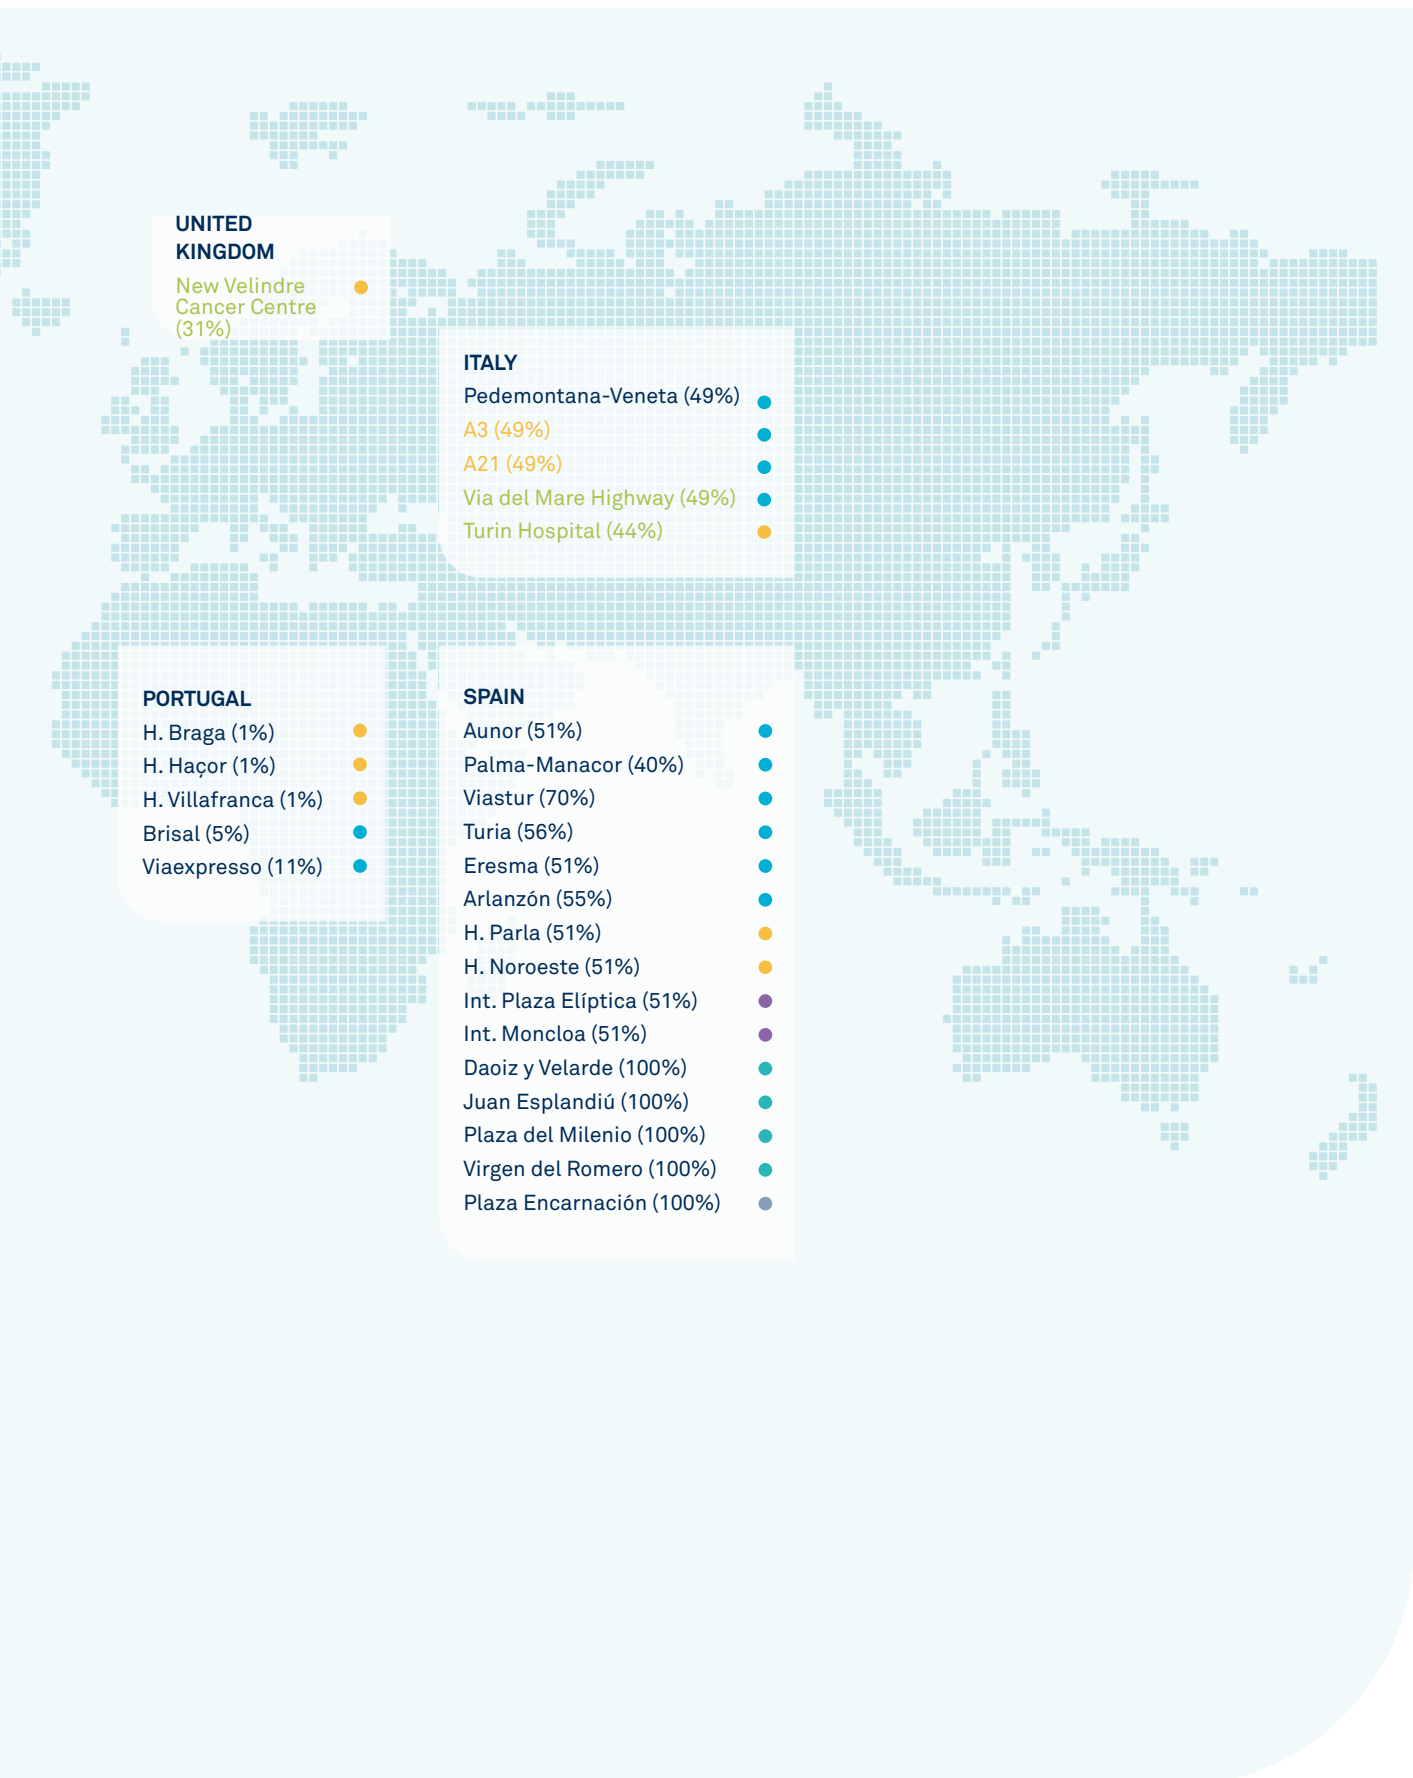 UNITED
KINGDOM
New Velindre
Cancer Centre
(31%)
ITALY
Pedemontana-Veneta (49%)
A3 (49%)
A21 (49%)
Via del Mare Highway (49%)
Turin Hospital (44%)
PORTUGAL
H. Braga (1%)
H. Haçor (1%)
H. Villafranca (1%)
Brisal (5%)
Viaexpresso (11%)
SPAIN
Aunor (51%)
Palma-Manacor (40%)
Viastur (70%)
Turia (56%)
Eresma (51%)
Arlanzón (55%)
H. Parla (51%)
H. Noroeste (51%)
Int. Plaza Elíptica (51%)
Int. Moncloa (51%)
Daoiz y Velarde (100%)
Juan Esplandiú (100%)
Plaza del Milenio (100%)
Virgen del Romero (100%)
Plaza Encarnación (100%)